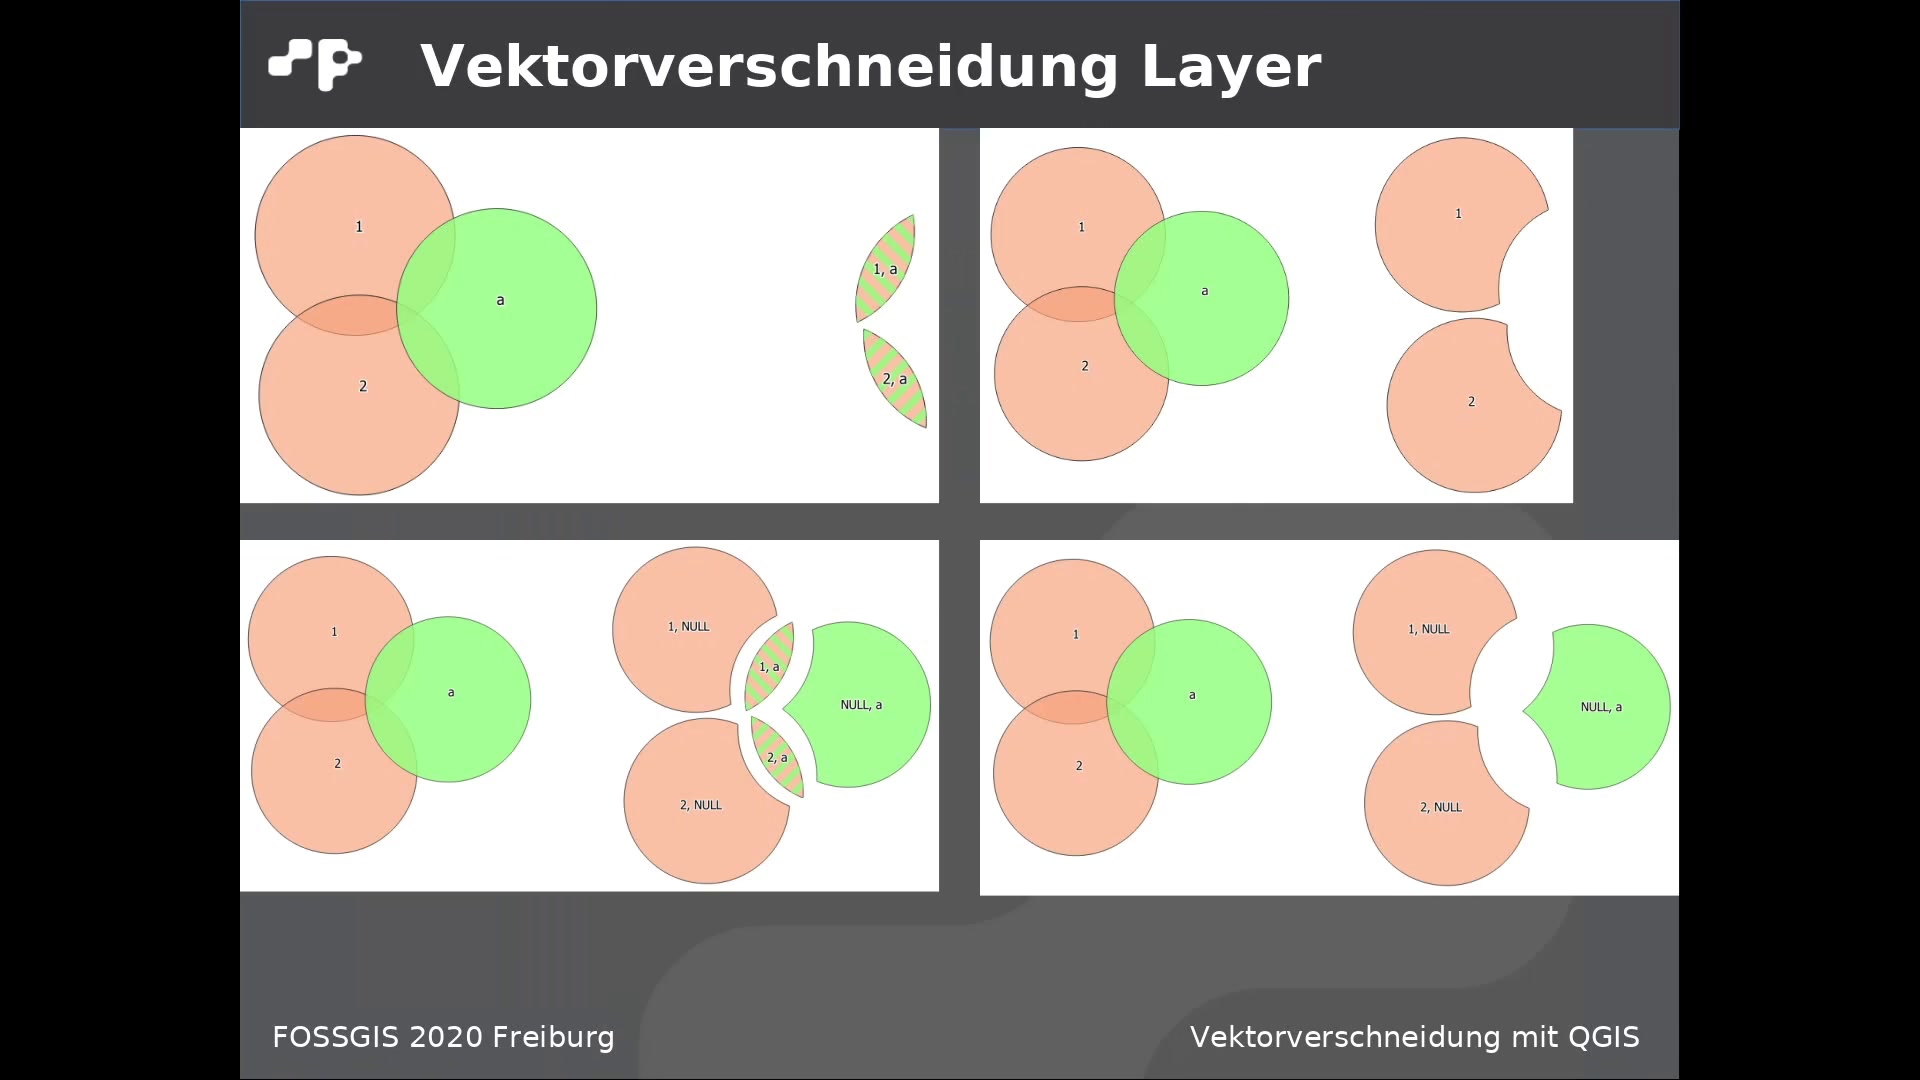 Vektorverschneidung Layer
1
a
2
1, a
2, a
1
a
2
1
2
1
a
2
1, NULL
1, a
NULL, a
2, a
2, NULL
1
a
2
1, NULL
NULL, a
2, NULL
FOSSGIS 2020 Freiburg
Vektorverschneidung mit QGIS